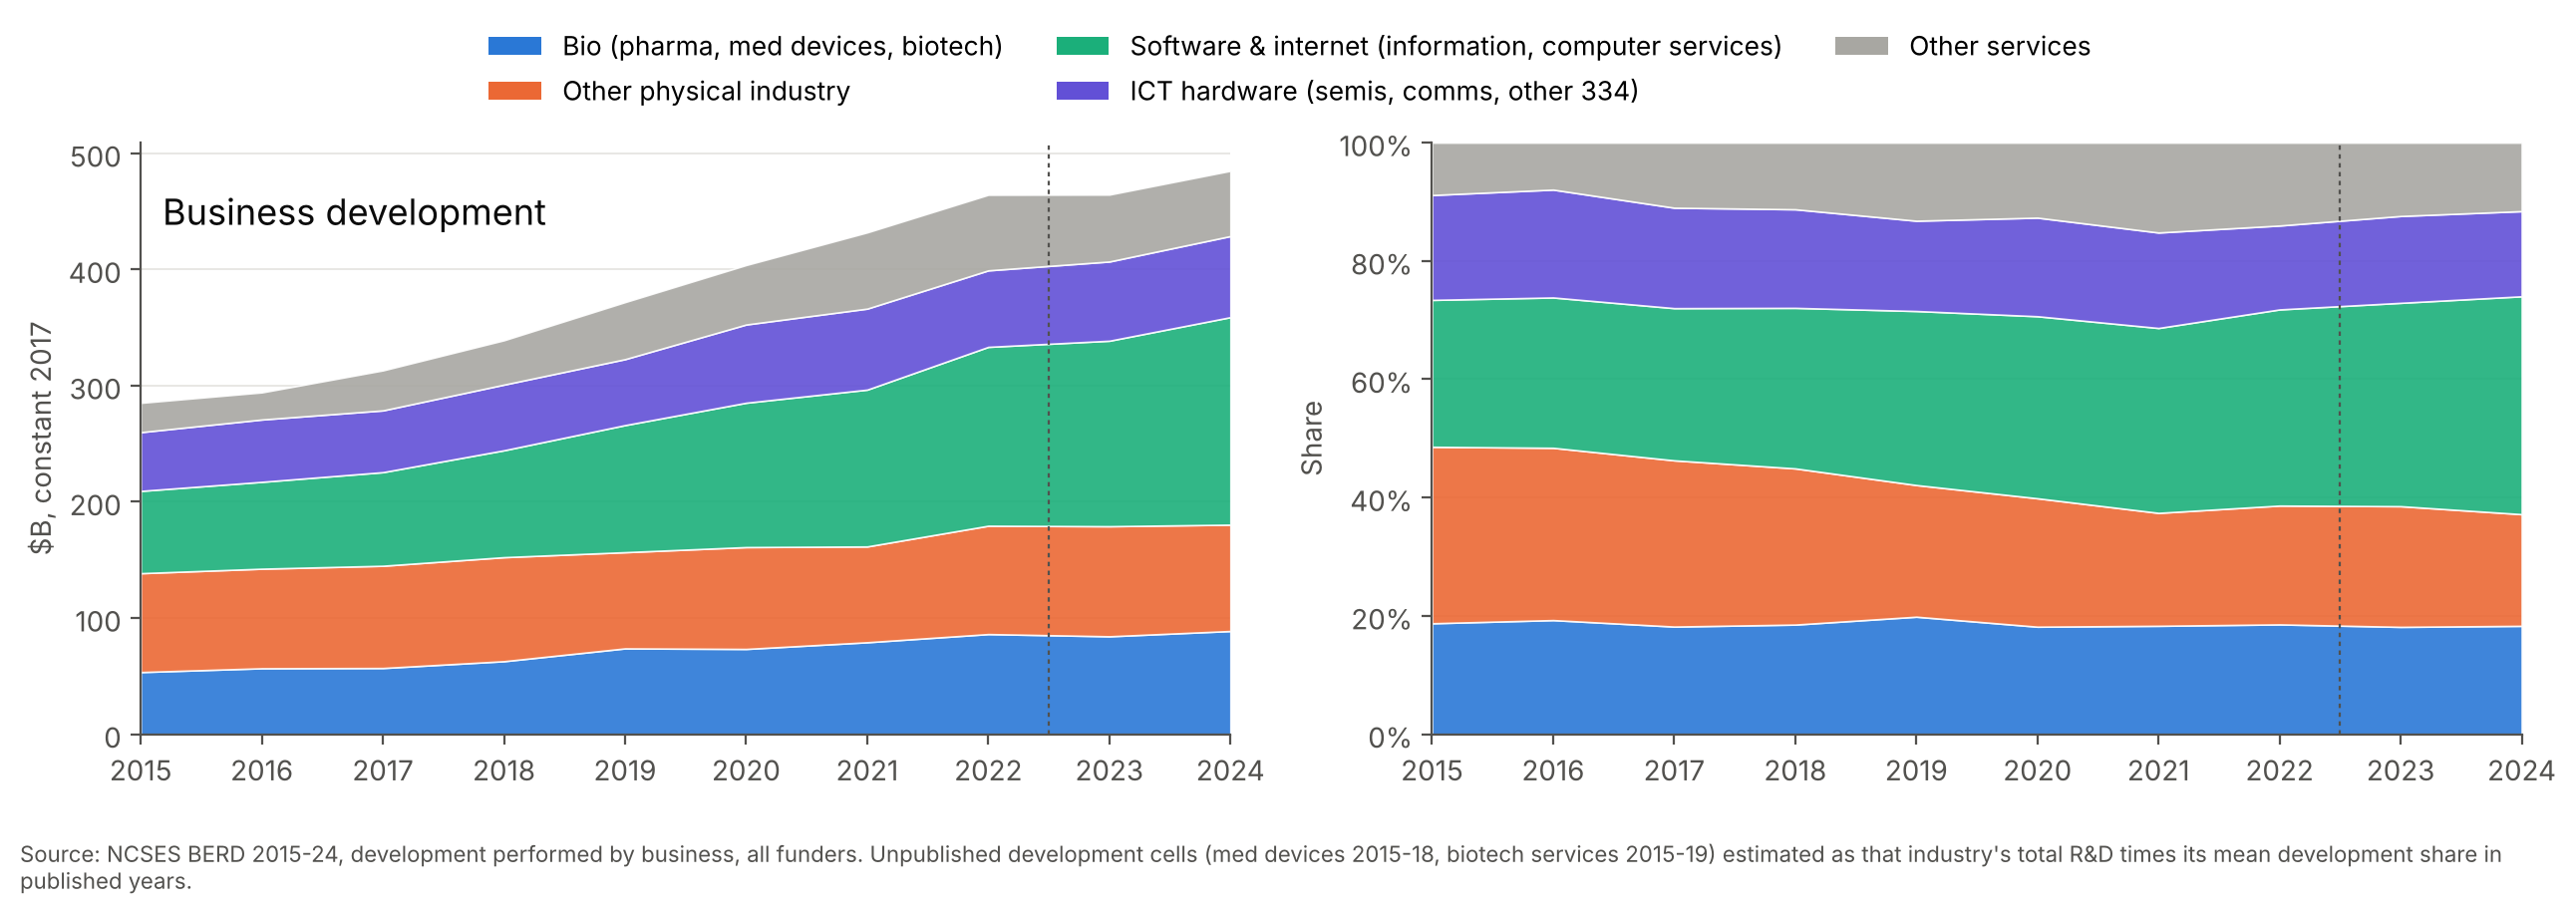 Bio (pharma, med devices, biotech)
Other physical industry
Software & internet (information, computer services)
ICT hardware (semis, comms, other 334)
Other services
Business development
$B, constant 2017
500
400
300
200
100
0
2015 2016 2017 2018 2019 2020 2021 2022 2023 2024
Share
100%
80%
60%
40%
20%
0%
2015 2016 2017 2018 2019 2020 2021 2022 2023 2024
Source: NCSES BERD 2015-24, development performed by business, all funders. Unpublished development cells (med devices 2015-18, biotech services 2015-19) estimated as that industry's total R&D times its mean development share in
published years.